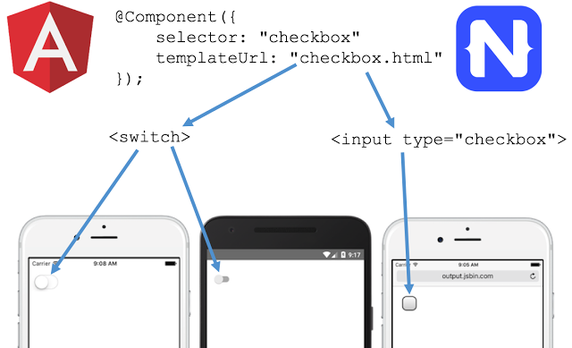 A
@Component({
selector: "checkbox"
templateUrl: "checkbox.html"
});
N
<switch>
<input type="checkbox">
Carrier 9:08 AM
9:17
Carrier 9:05 AM
output.jsbin.com